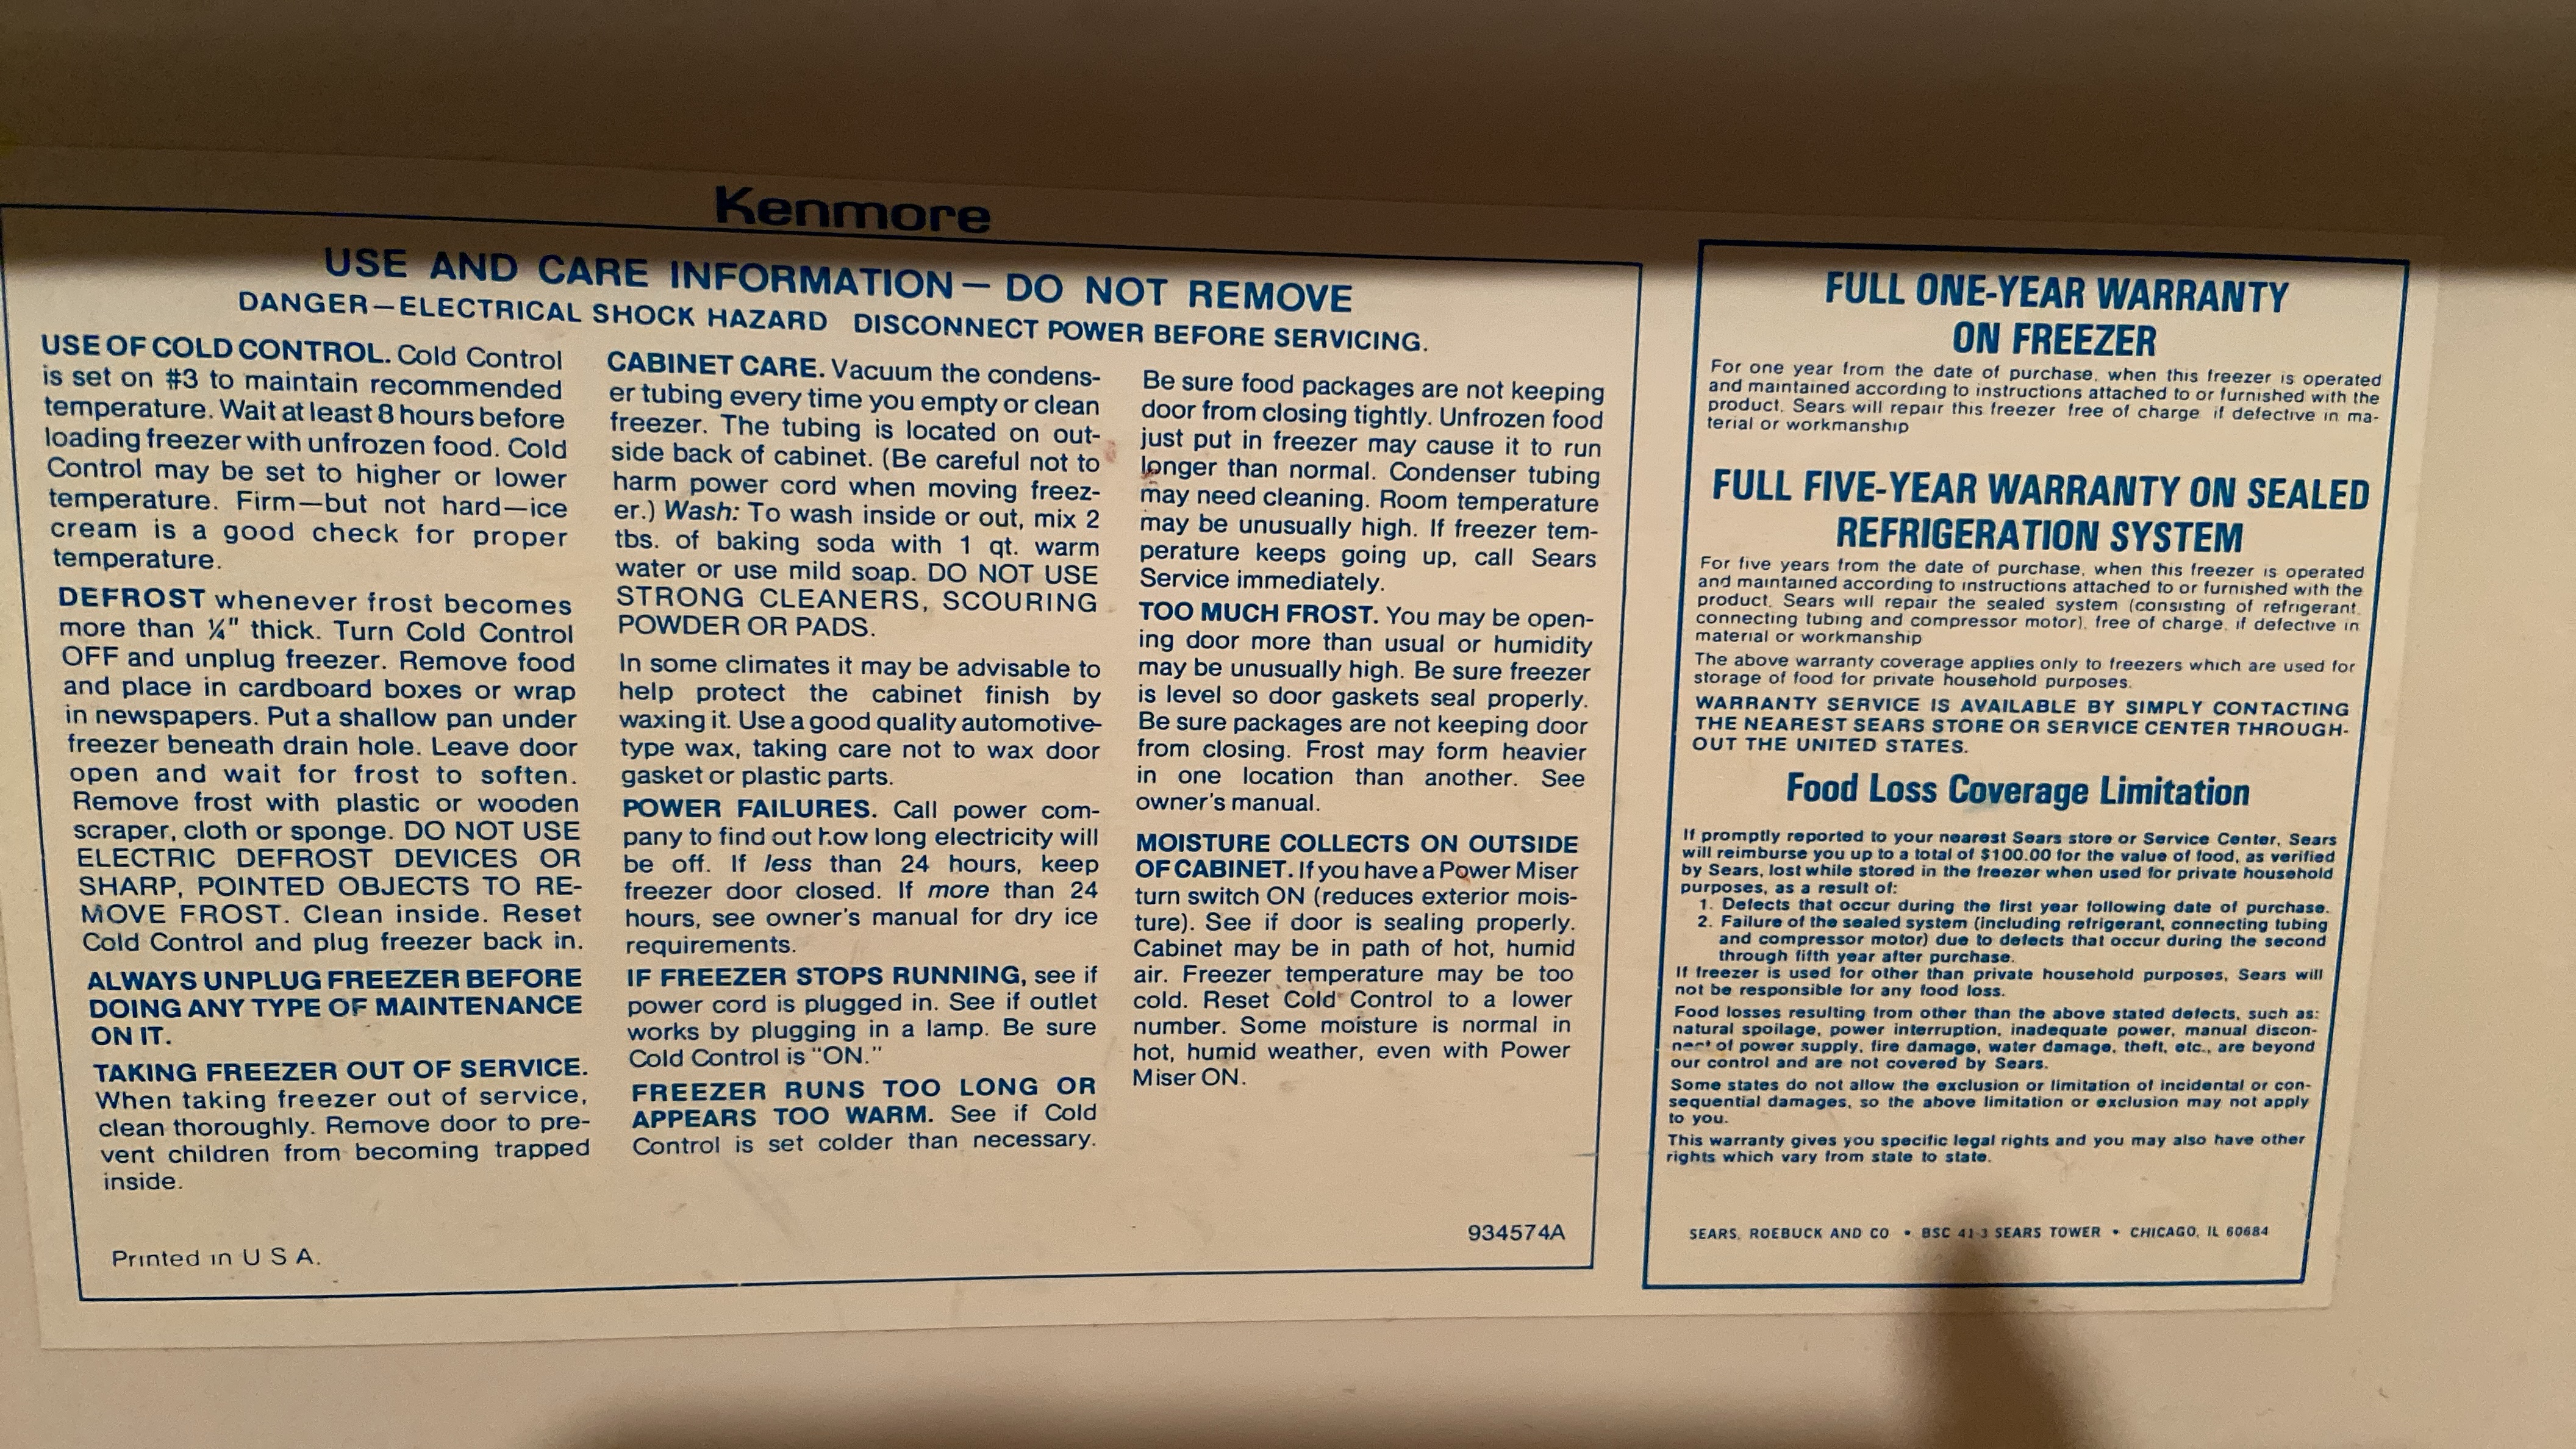 Kenmore
USE AND CARE INFORMATION — DO NOT REMOVE
DANGER—ELECTRICAL SHOCK HAZARD DISCONNECT POWER BEFORE SERVICING.
USE OF COLD CONTROL. Cold Control
is set on #3 to maintain recommended
temperature. Wait at least 8 hours before
loading freezer with unfrozen food. Cold
Control may be set to higher or lower
temperature. Firm—but not hard—ice
cream is a good check for proper
temperature.
DEFROST whenever frost becomes
more than ¼" thick. Turn Cold Control
OFF and unplug freezer. Remove food
and place in cardboard boxes or wrap
in newspapers. Put a shallow pan under
freezer beneath drain hole. Leave door
open and wait for frost to soften.
Remove frost with plastic or wooden
scraper, cloth or sponge. DO NOT USE
ELECTRIC DEFROST DEVICES OR
SHARP, POINTED OBJECTS TO RE-
MOVE FROST. Clean inside. Reset
Cold Control and plug freezer back in.
ALWAYS UNPLUG FREEZER BEFORE
DOING ANY TYPE OF MAINTENANCE
ON IT.
TAKING FREEZER OUT OF SERVICE.
When taking freezer out of service,
clean thoroughly. Remove door to pre-
vent children from becoming trapped
inside.
Printed in U S A.
CABINET CARE. Vacuum the condens-
er tubing every time you empty or clean
freezer. The tubing is located on out-
side back of cabinet. (Be careful not to
harm power cord when moving freez-
er.) Wash: To wash inside or out, mix 2
tbs. of baking soda with 1 qt. warm
water or use mild soap. DO NOT USE
STRONG CLEANERS, SCOURING
POWDER OR PADS.
In some climates it may be advisable to
help protect the cabinet finish by
waxing it. Use a good quality automotive-
type wax, taking care not to wax door
gasket or plastic parts.
POWER FAILURES. Call power com-
pany to find out how long electricity will
be off. If less than 24 hours, keep
freezer door closed. If more than 24
hours, see owner's manual for dry ice
requirements.
IF FREEZER STOPS RUNNING, see if
power cord is plugged in. See if outlet
works by plugging in a lamp. Be sure
Cold Control is "ON."
FREEZER RUNS TOO LONG OR
APPEARS TOO WARM. See if Cold
Control is set colder than necessary.
Be sure food packages are not keeping
door from closing tightly. Unfrozen food
just put in freezer may cause it to run
longer than normal. Condenser tubing
may need cleaning. Room temperature
may be unusually high. If freezer tem-
perature keeps going up, call Sears
Service immediately.
TOO MUCH FROST. You may be open-
ing door more than usual or humidity
may be unusually high. Be sure freezer
is level so door gaskets seal properly.
Be sure packages are not keeping door
from closing. Frost may form heavier
in one location than another. See
owner's manual.
MOISTURE COLLECTS ON OUTSIDE
OF CABINET. If you have a Power Miser
turn switch ON (reduces exterior mois-
ture). See if door is sealing properly.
Cabinet may be in path of hot, humid
air. Freezer temperature may be too
cold. Reset Cold Control to a lower
number. Some moisture is normal in
hot, humid weather, even with Power
Miser ON.
934574A
FULL ONE-YEAR WARRANTY
ON FREEZER
For one year from the date of purchase, when this freezer is operated
and maintained according to instructions attached to or furnished with the
product, Sears will repair this freezer free of charge if defective in ma-
terial or workmanship
FULL FIVE-YEAR WARRANTY ON SEALED
REFRIGERATION SYSTEM
For five years from the date of purchase, when this freezer is operated
and maintained according to instructions attached to or furnished with the
product, Sears will repair the sealed system (consisting of refrigerant,
connecting tubing and compressor motor), free of charge, if defective in
material or workmanship
The above warranty coverage applies only to freezers which are used for
storage of food for private household purposes.
WARRANTY SERVICE IS AVAILABLE BY SIMPLY CONTACTING
THE NEAREST SEARS STORE OR SERVICE CENTER THROUGH-
OUT THE UNITED STATES.
Food Loss Coverage Limitation
If promptly reported to your nearest Sears store or Service Center, Sears
will reimburse you up to a total of $100.00 for the value of food, as verified
by Sears, lost while stored in the freezer when used for private household
purposes, as a result of:
1. Defects that occur during the first year following date of purchase.
2. Failure of the sealed system (including refrigerant, connecting tubing
and compressor motor) due to defects that occur during the second
through fifth year after purchase.
If freezer is used for other than private household purposes, Sears will
not be responsible for any food loss.
Food losses resulting from other than the above stated defects, such as:
natural spoilage, power interruption, inadequate power, manual discon-
nect of power supply, fire damage, water damage, theft, etc., are beyond
our control and are not covered by Sears.
Some states do not allow the exclusion or limitation of incidental or con-
sequential damages, so the above limitation or exclusion may not apply
to you.
This warranty gives you specific legal rights and you may also have other
rights which vary from state to state.
SEARS, ROEBUCK AND CO • BSC 41-3 SEARS TOWER • CHICAGO, IL 60684